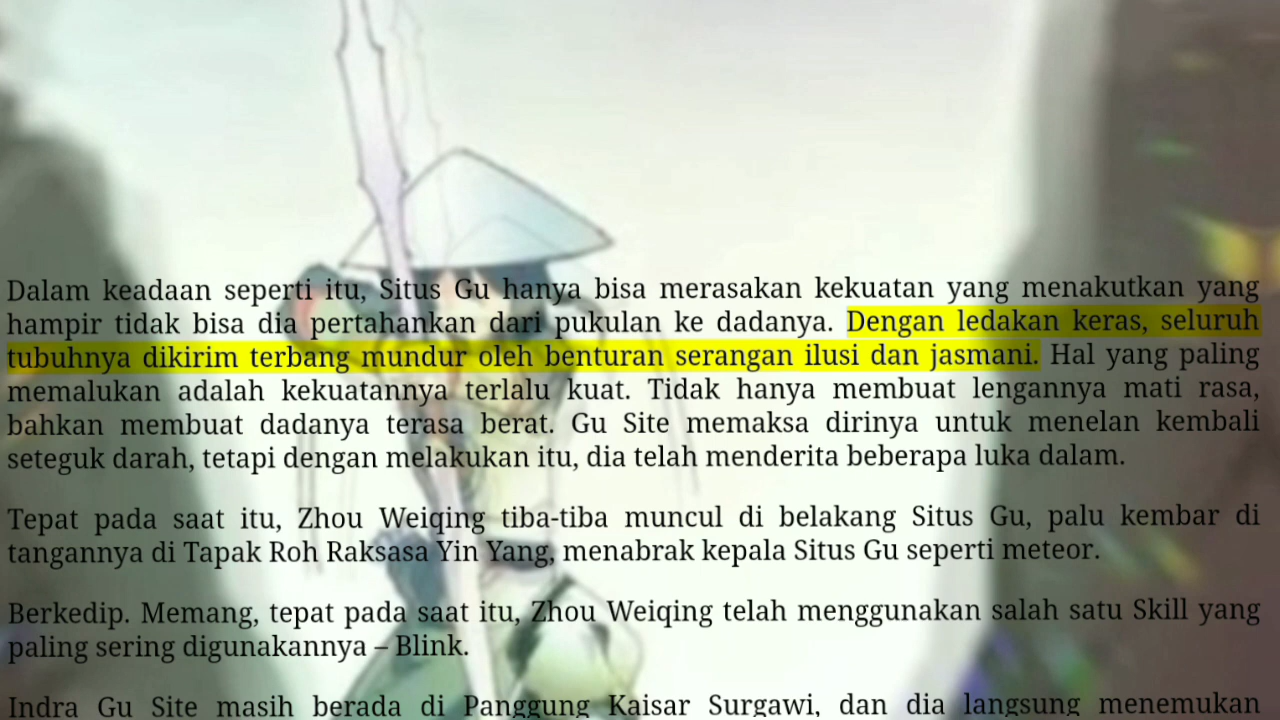 Dalam keadaan seperti itu, Situs Gu hanya bisa merasakan kekuatan yang menakutkan yang
hampir tidak bisa dia pertahankan dari pukulan ke dadanya. Dengan ledakan keras, seluruh
tubuhnya dikirim terbang mundur oleh benturan serangan ilusi dan jasmani. Hal yang paling
memalukan adalah kekuatannya terlalu kuat. Tidak hanya membuat lengannya mati rasa,
bahkan membuat dadanya terasa berat. Gu Site memaksa dirinya untuk menelan kembali
seteguk darah, tetapi dengan melakukan itu, dia telah menderita beberapa luka dalam.
Tepat pada saat itu, Zhou Weiqing tiba-tiba muncul di belakang Situs Gu, palu kembar di
tangannya di Tapak Roh Raksasa Yin Yang, menabrak kepala Situs Gu seperti meteor.
Berkedip. Memang, tepat pada saat itu, Zhou Weiqing telah menggunakan salah satu Skill yang
paling sering digunakannya – Blink.
Indra Gu Site masih berada di Panggung Kaisar Surgawi, dan dia langsung menemukan